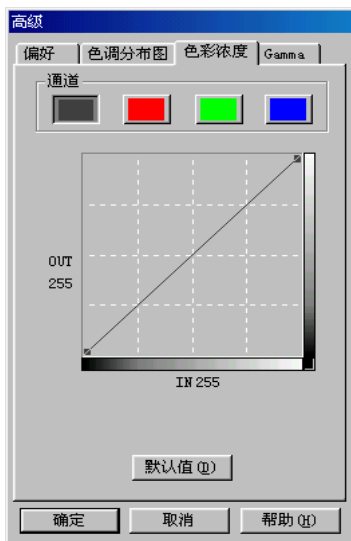 高级
偏好 色调分布图 色彩浓度 Gamma
通道
OUT
255
IN 255
默认值(D)
确定 取消 帮助(H)